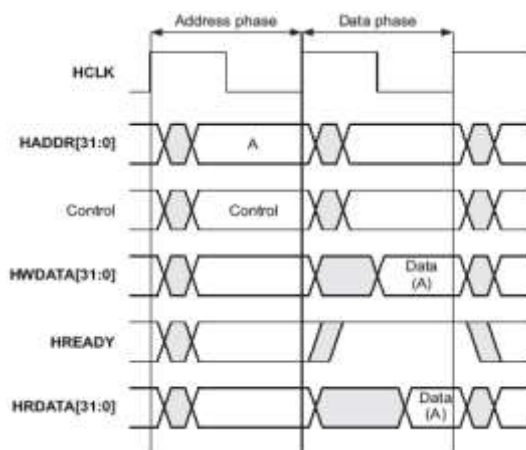 Address phase Data phase
HCLK
HADDR[31:0] A
Control Control
HWDATA[31:0] Data
(A)
HREADY
HRDATA[31:0] Data
(A)